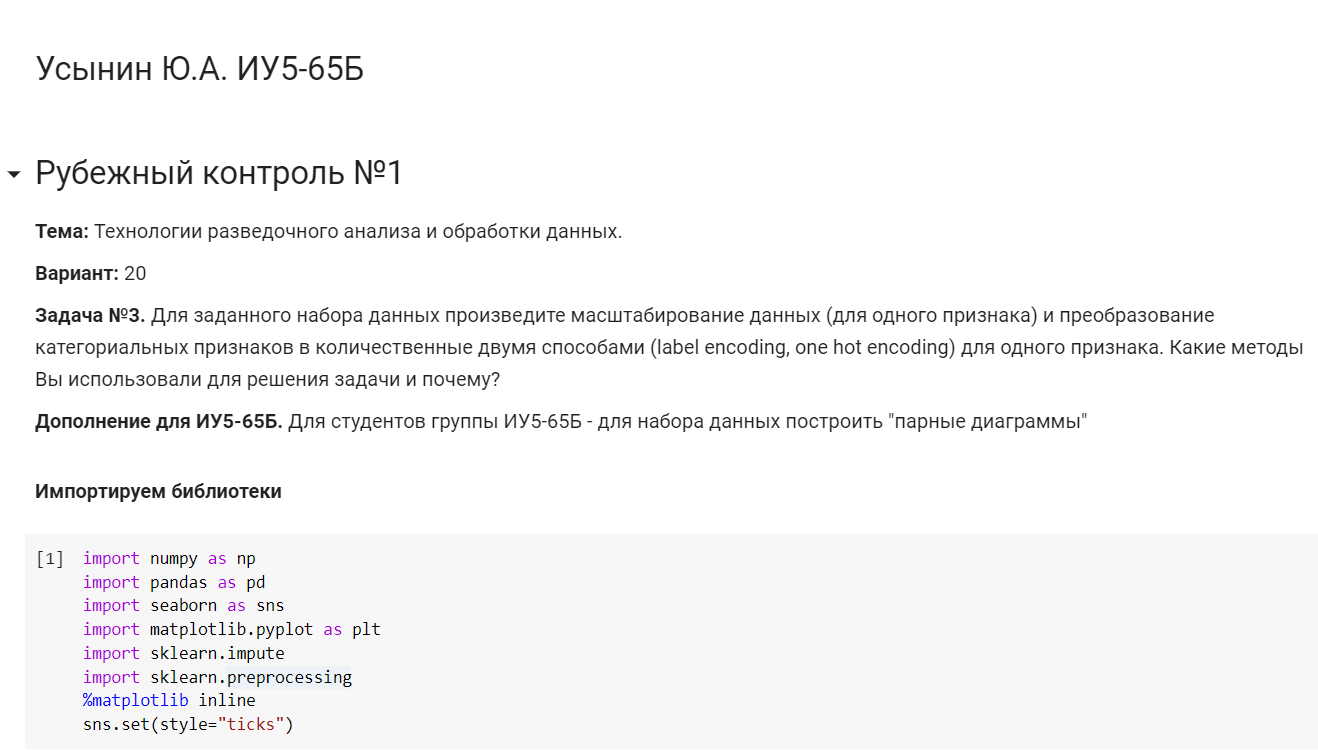 Усынин Ю.А. ИУ5-65Б
Рубежный контроль №1
Тема: Технологии разведочного анализа и обработки данных.
Вариант: 20
Задача №3. Для заданного набора данных произведите масштабирование данных (для одного признака) и преобразование
категориальных признаков в количественные двумя способами (label encoding, one hot encoding) для одного признака. Какие методы
Вы использовали для решения задачи и почему?
Дополнение для ИУ5-65Б. Для студентов группы ИУ5-65Б - для набора данных построить "парные диаграммы"
Импортируем библиотеки
[1] import numpy as np
import pandas as pd
import seaborn as sns
import matplotlib.pyplot as plt
import sklearn.impute
import sklearn.preprocessing
%matplotlib inline
sns.set(style="ticks")